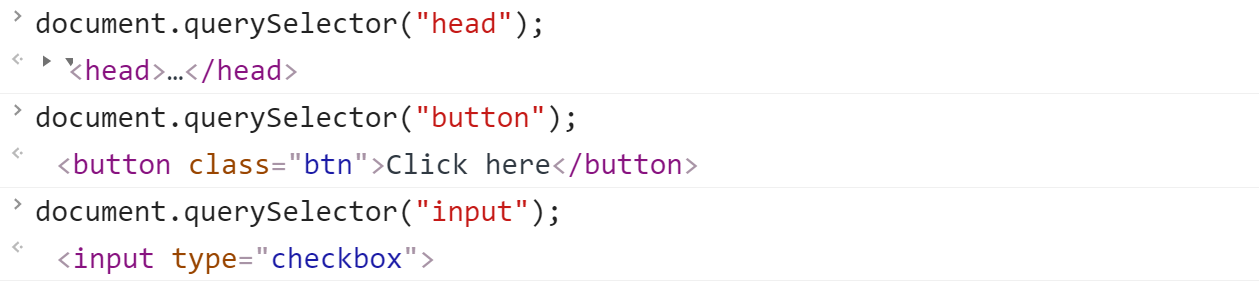 document.querySelector("head");
<head>…</head>
document.querySelector("button");
<button class="btn">Click here</button>
document.querySelector("input");
<input type="checkbox">